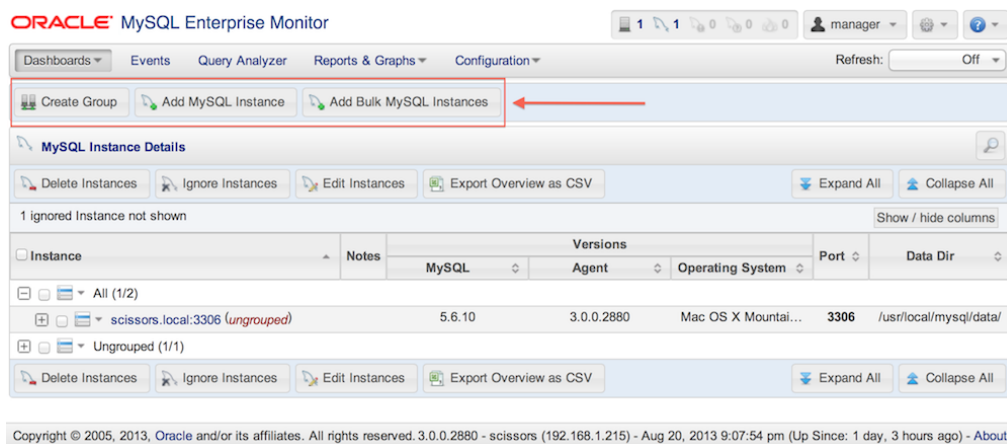 ORACLE® MySQL Enterprise Monitor 1 1 0 0 0 manager
Dashboards Events Query Analyzer Reports & Graphs Configuration Refresh: Off
Create Group Add MySQL Instance Add Bulk MySQL Instances
MySQL Instance Details
Delete Instances Ignore Instances Edit Instances Export Overview as CSV Expand All Collapse All
1 ignored Instance not shown Show / hide columns
Versions
Instance Notes Port Data Dir
MySQL Agent Operating System
All (1/2)
scissors.local:3306 (ungrouped) 5.6.10 3.0.0.2880 Mac OS X Mountai... 3306 /usr/local/mysql/data/
Ungrouped (1/1)
Delete Instances Ignore Instances Edit Instances Export Overview as CSV Expand All Collapse All
Copyright © 2005, 2013, Oracle and/or its affiliates. All rights reserved. 3.0.0.2880 - scissors (192.168.1.215) - Aug 20, 2013 9:07:54 pm (Up Since: 1 day, 3 hours ago) - Abou